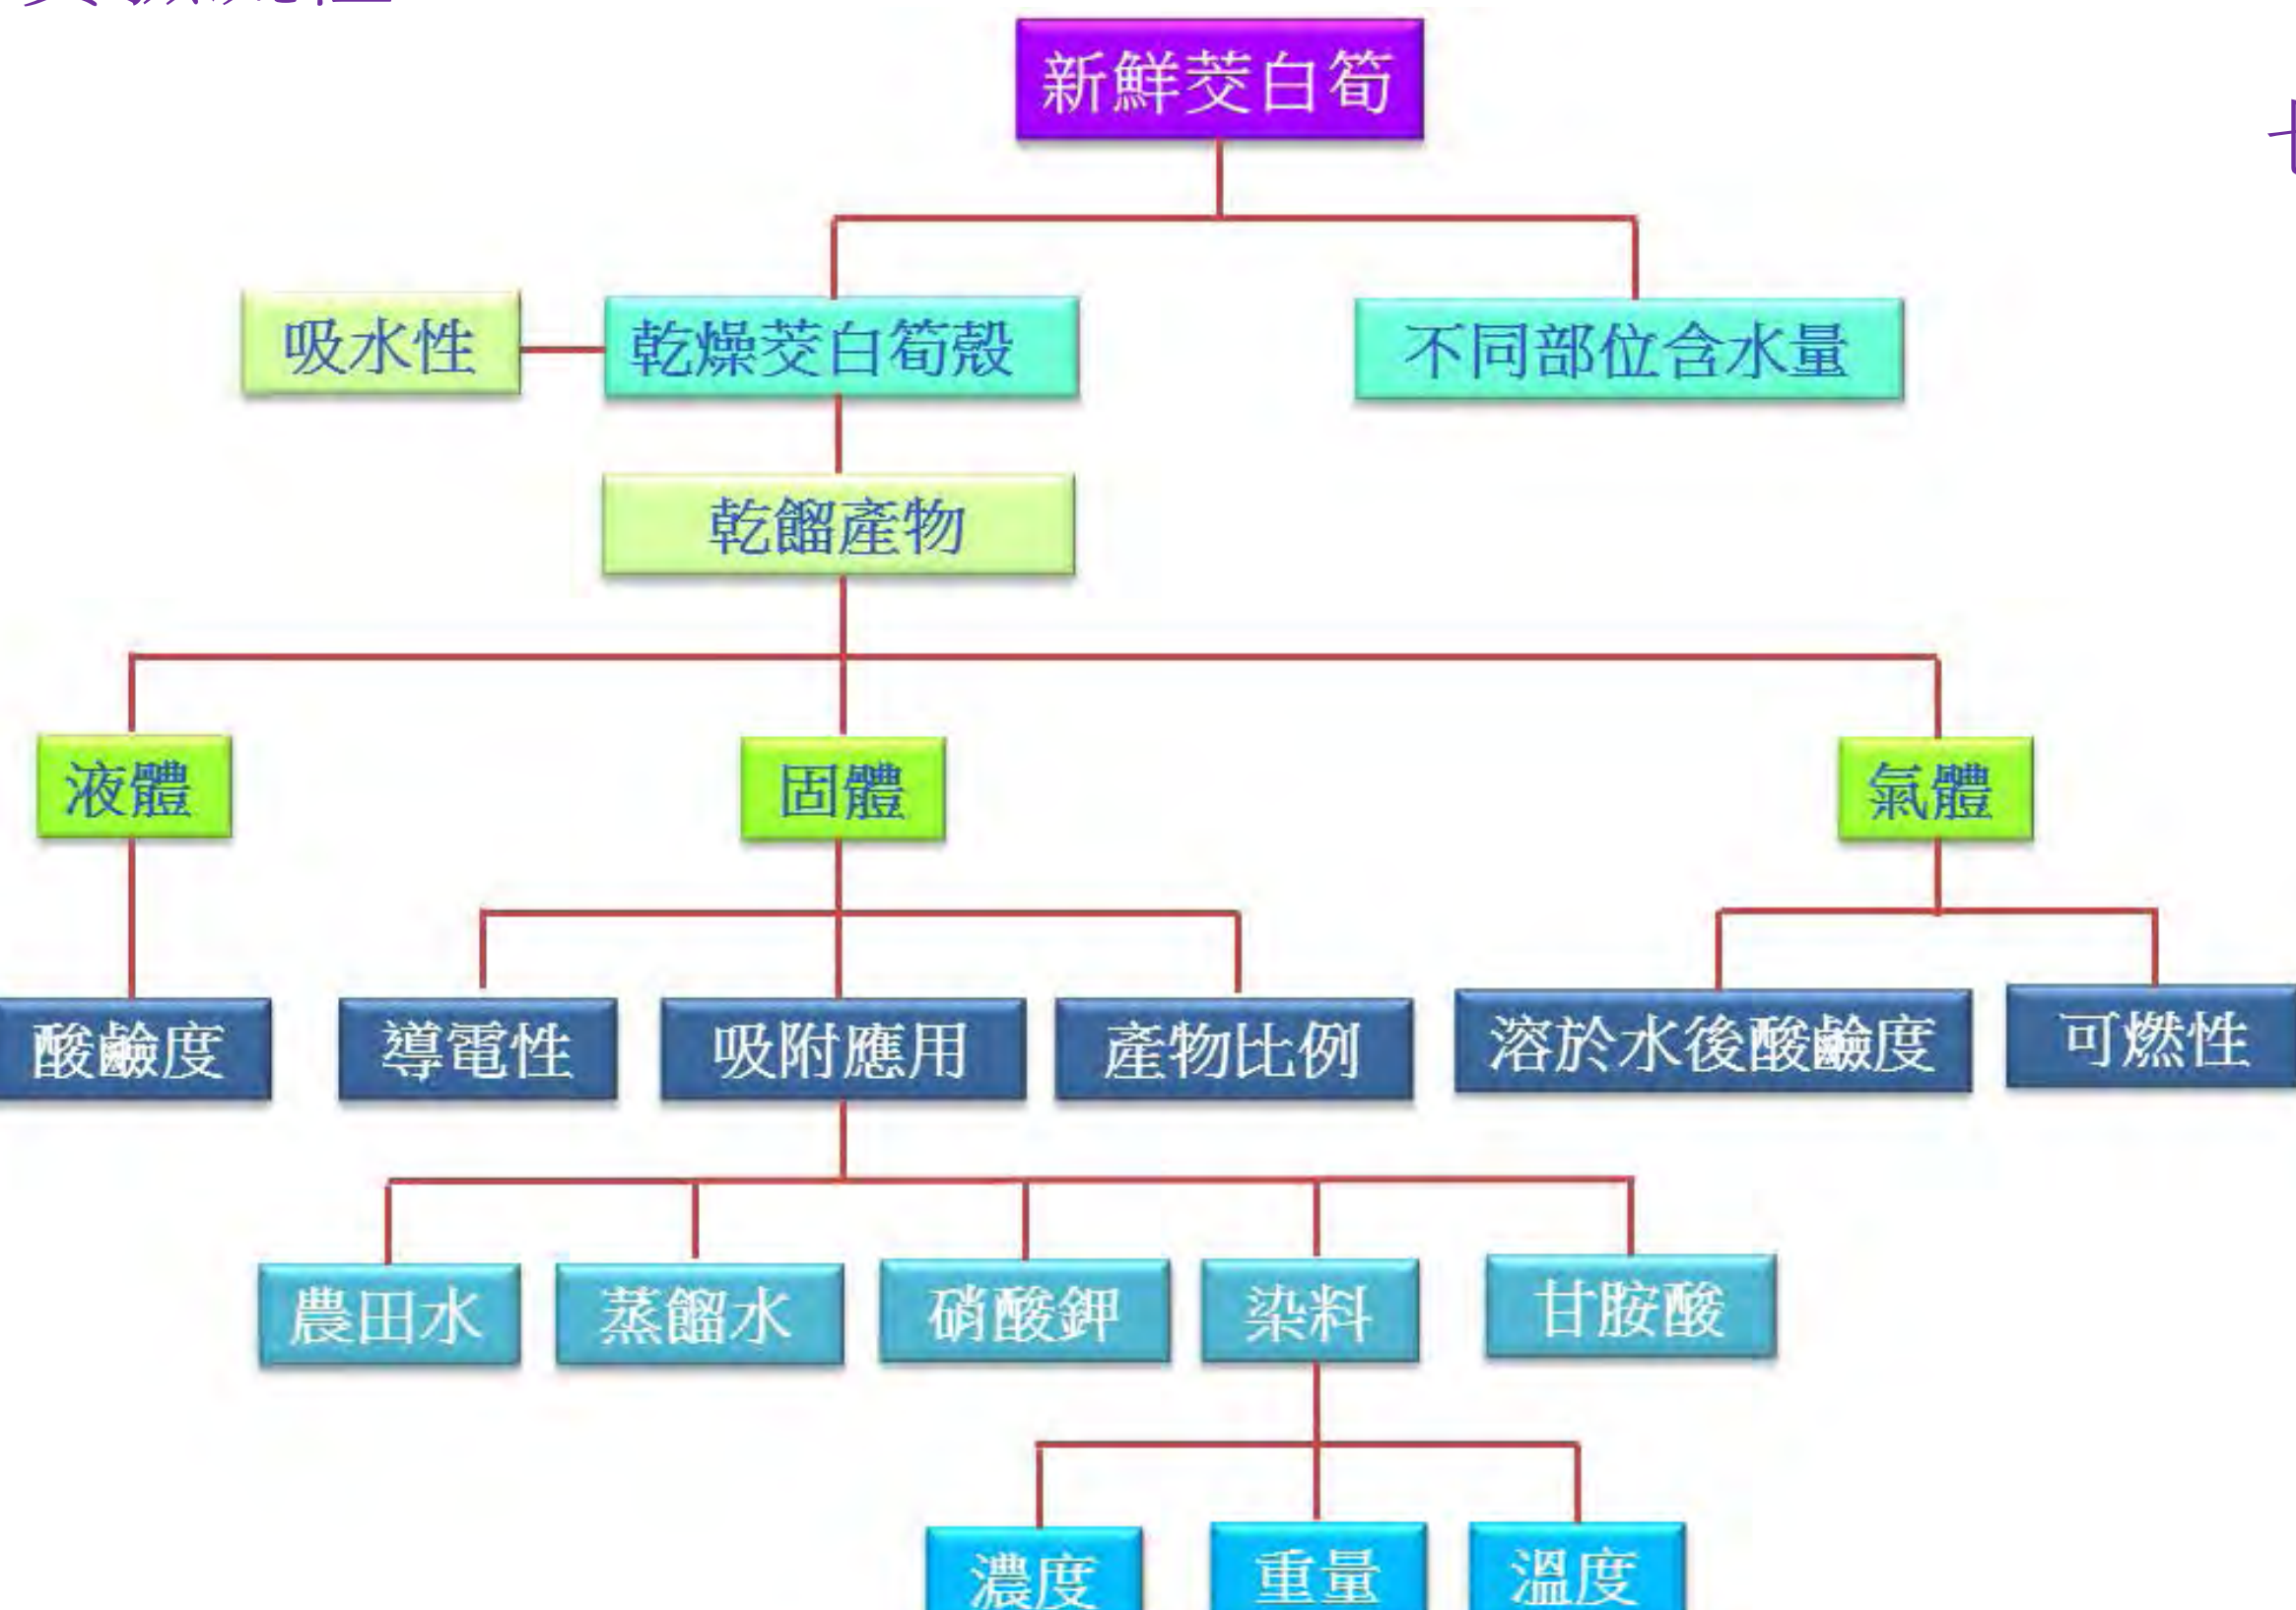 新鮮茭白筍
吸水性
乾燥茭白筍殼
不同部位含水量
乾餾產物
液體
固體
氣體
酸鹼度
導電性
吸附應用
產物比例
溶於水後酸鹼度
可燃性
農田水
蒸餾水
硝酸鉀
染料
甘胺酸
濃度
重量
溫度